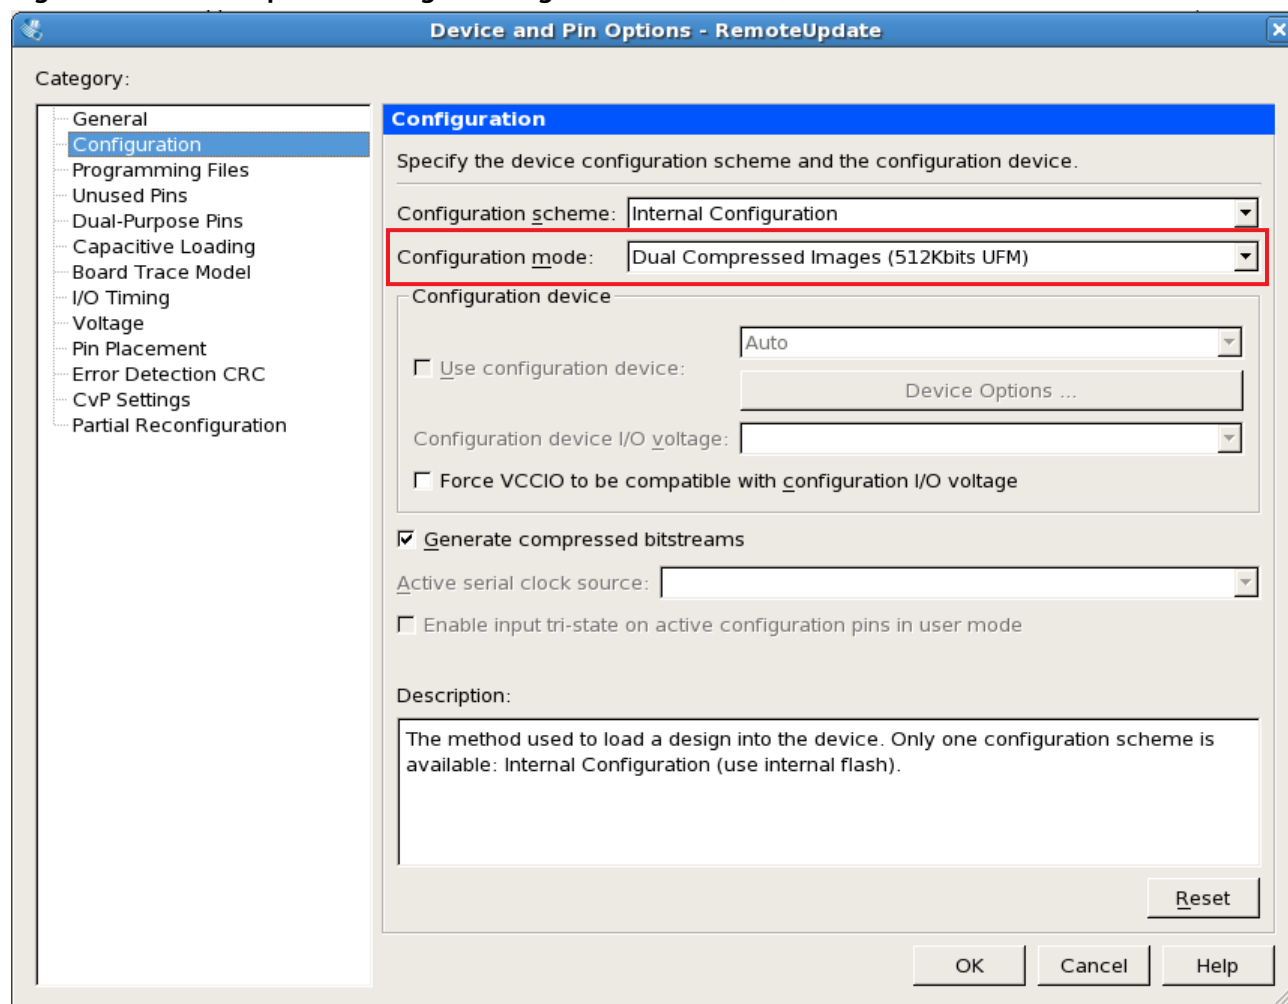 Device and Pin Options - RemoteUpdate
Category:
General
Configuration
Programming Files
Unused Pins
Dual-Purpose Pins
Capacitive Loading
Board Trace Model
I/O Timing
Voltage
Pin Placement
Error Detection CRC
CvP Settings
Partial Reconfiguration
Configuration
Specify the device configuration scheme and the configuration device.
Configuration scheme: Internal Configuration
Configuration mode: Dual Compressed Images (512Kbits UFM)
Configuration device
Auto
Use configuration device:
Device Options ...
Configuration device I/O voltage:
Force VCCIO to be compatible with configuration I/O voltage
Generate compressed bitstreams
Active serial clock source:
Enable input tri-state on active configuration pins in user mode
Description:
The method used to load a design into the device. Only one configuration scheme is
available: Internal Configuration (use internal flash).
Reset
OK Cancel Help